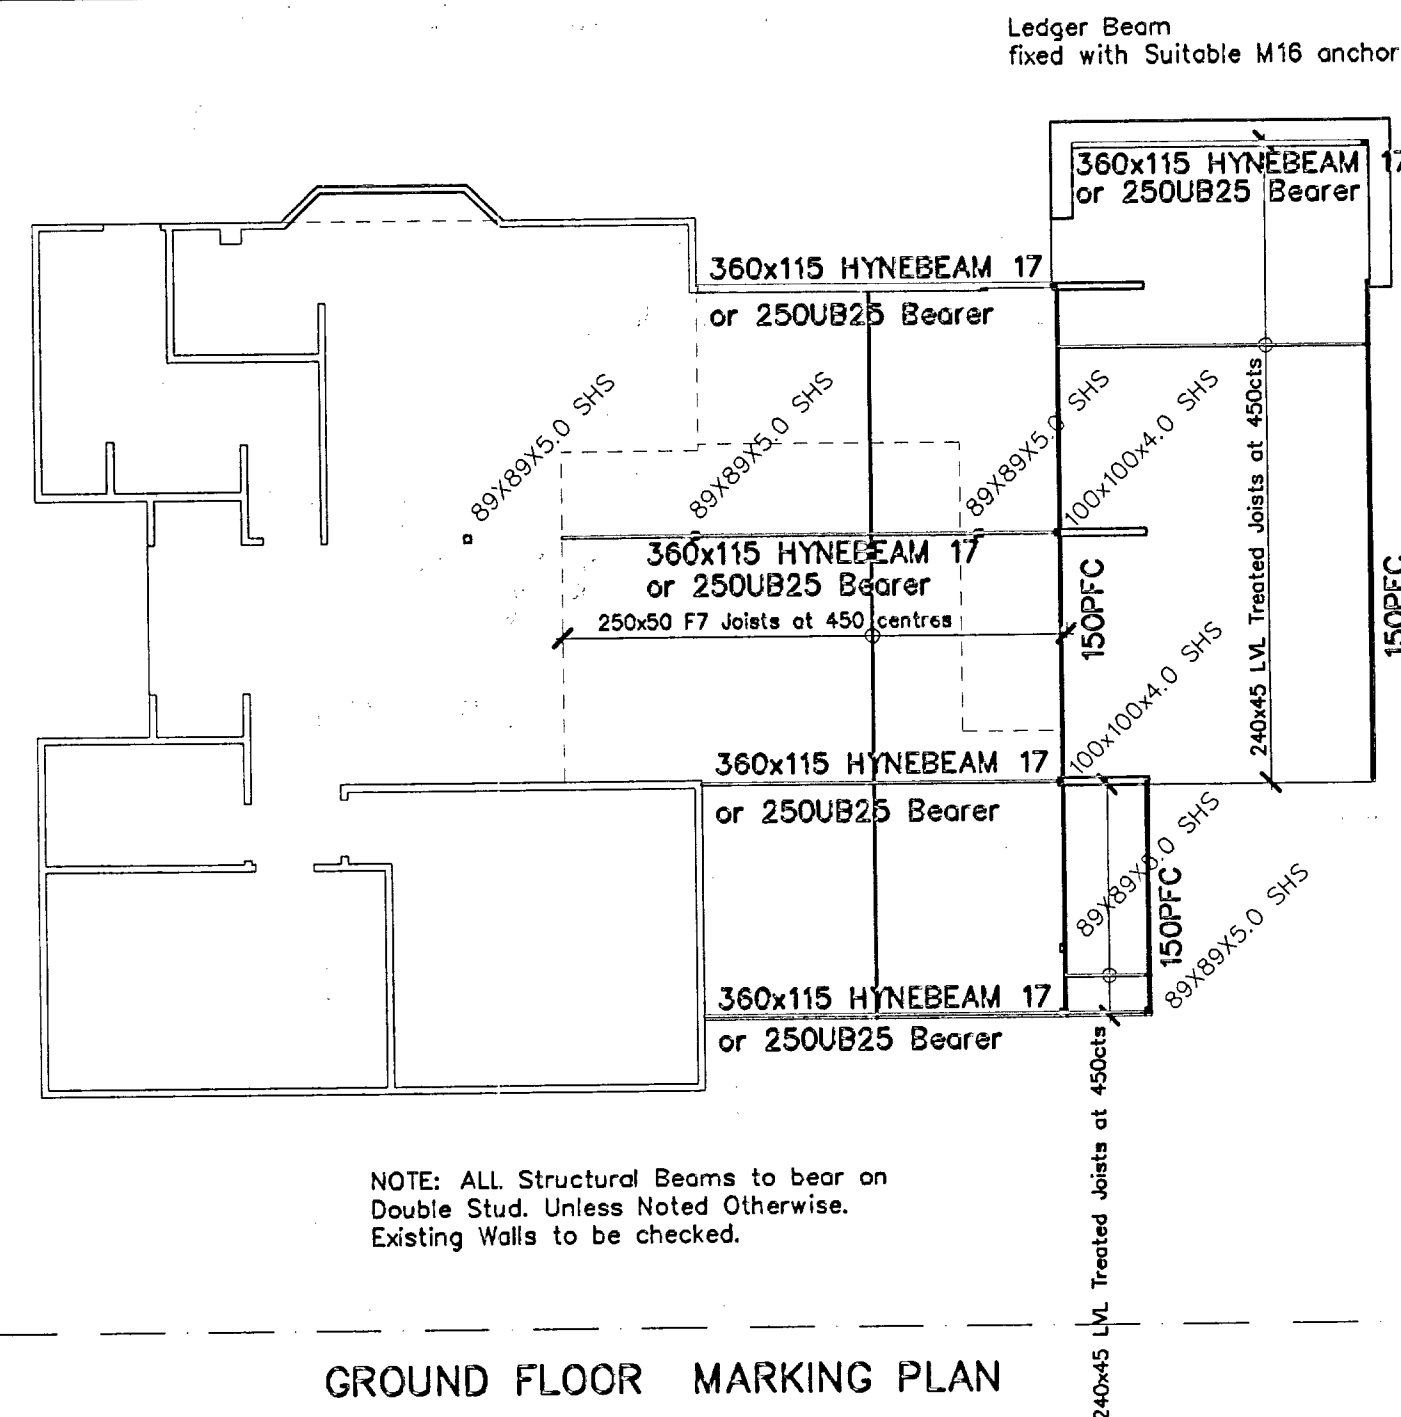 Ledger Beam
fixed with Suitable M16 anchor
360x115 HYNEBEAM 17
or 250UB25 Bearer
360x115 HYNEBEAM 17
or 250UB25 Bearer
89X89X5.0 SHS
89X89X5.0 SHS
89X89X5.0 SHS
100x100x4.0 SHS
240x45 LVL Treated Joists at 450cts
360x115 HYNEBEAM 17
or 250UB25 Bearer
250x50 F7 Joists at 450 centres
150PFC
150PFC
100x100x4.0 SHS
360x115 HYNEBEAM 17
or 250UB25 Bearer
89X89X5.0 SHS
150PFC
89X89X5.0 SHS
360x115 HYNEBEAM 17
or 250UB25 Bearer
240x45 LVL Treated Joists at 450cts
NOTE: ALL Structural Beams to bear on
Double Stud. Unless Noted Otherwise.
Existing Walls to be checked.
GROUND FLOOR MARKING PLAN